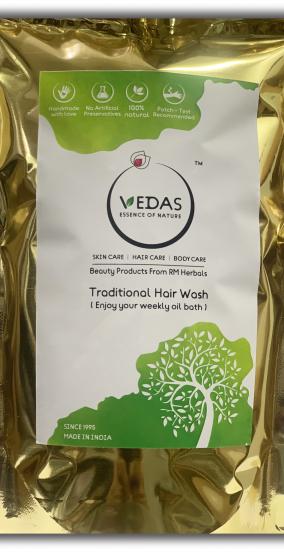 Handmade with love
No Artificial Preservatives
100% natural
Patch-Test Recommended
TM
VEDAS
ESSENCE OF NATURE
SKIN CARE | HAIR CARE | BODY CARE
Beauty Products From RM Herbals
Traditional Hair Wash
( Enjoy your weekly oil bath )
SINCE 1995
MADE IN INDIA